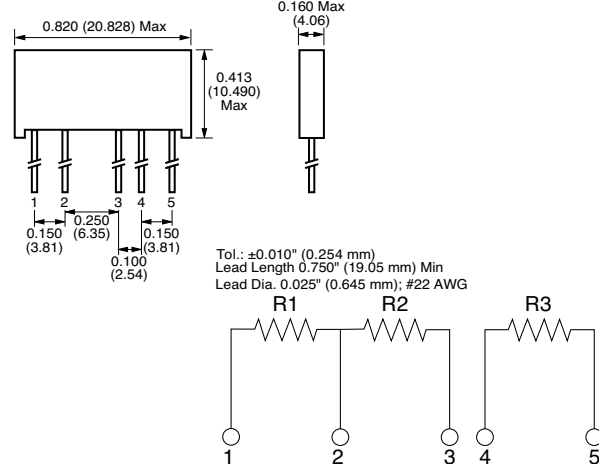 0.820 (20.828) Max
0.160 Max
(4.06)
0.413
(10.490)
Max
1 2 3 4 5
0.150
(3.81)
0.250
(6.35)
0.100
(2.54)
0.150
(3.81)
Tol.: ±0.010" (0.254 mm)
Lead Length 0.750" (19.05 mm) Min
Lead Dia. 0.025" (0.645 mm); #22 AWG
R1 R2 R3
1 2 3 4 5